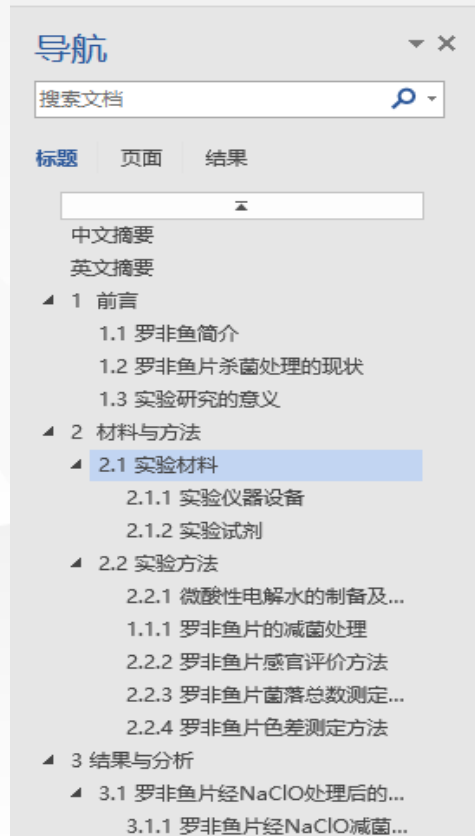 导航
搜索文档
标题 页面 结果
中文摘要
英文摘要
1 前言
1.1 罗非鱼简介
1.2 罗非鱼片杀菌处理的现状
1.3 实验研究的意义
2 材料与方法
2.1 实验材料
2.1.1 实验仪器设备
2.1.2 实验试剂
2.2 实验方法
2.2.1 微酸性电解水的制备及...
1.1.1 罗非鱼片的减菌处理
2.2.2 罗非鱼片感官评价方法
2.2.3 罗非鱼片菌落总数测定...
2.2.4 罗非鱼片色差测定方法
3 结果与分析
3.1 罗非鱼片经NaClO处理后的...
3.1.1 罗非鱼片经NaClO减菌...